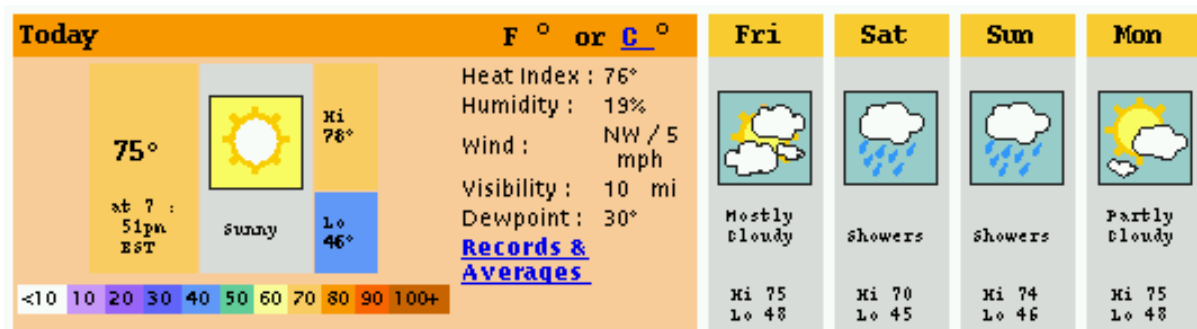 Today F ° or C °
75°
at 7 :
51pm
EST
Sunny
Hi
78°
Lo
46°
Heat Index : 76°
Humidity : 19%
Wind : NW / 5
mph
Visibility : 10 mi
Dewpoint : 30°
Records &
Averages
<10 10 20 30 40 50 60 70 80 90 100+
Fri
Mostly
Cloudy
Hi 75
Lo 48
Sat
Showers
Hi 70
Lo 45
Sun
Showers
Hi 74
Lo 46
Mon
Partly
Cloudy
Hi 75
Lo 48